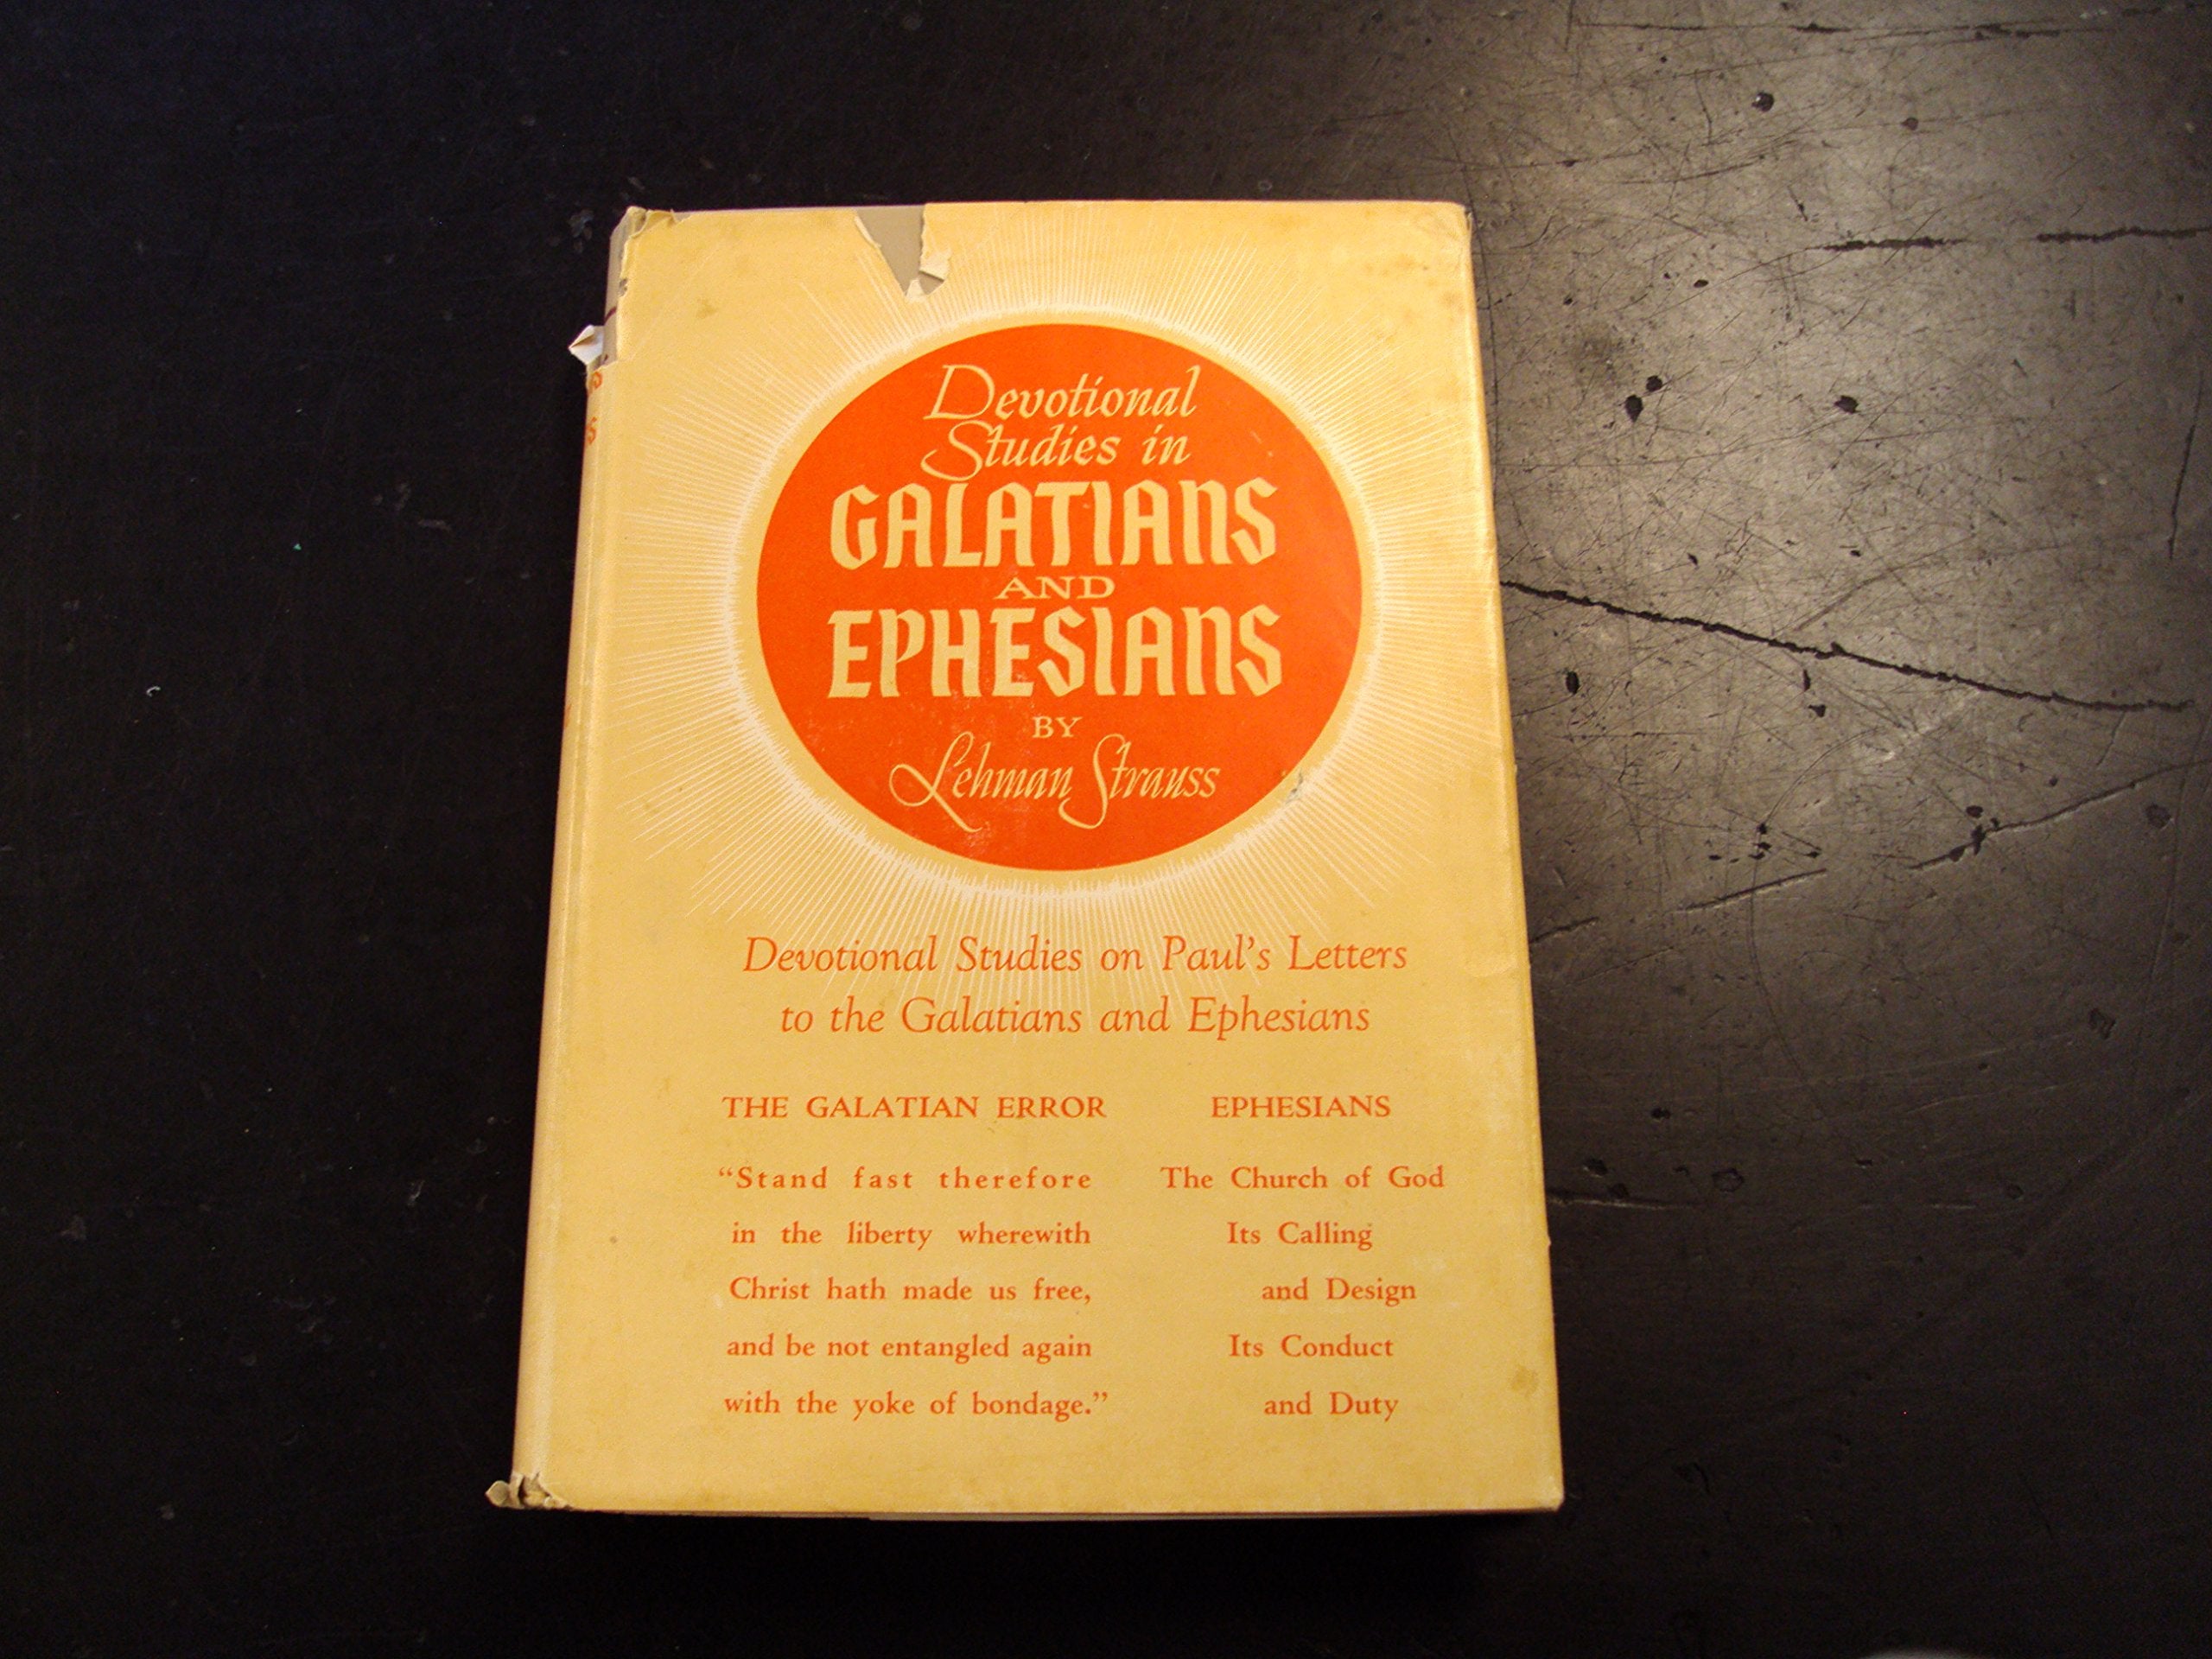 Devotional
Studies in
GALATIANS
AND
EPHESIANS
BY
Lehman Strauss
Devotional Studies on Paul's Letters
to the Galatians and Ephesians
THE GALATIAN ERROR
“Stand fast therefore
in the liberty wherewith
Christ hath made us free,
and be not entangled again
with the yoke of bondage.”
EPHESIANS
The Church of God
Its Calling
and Design
Its Conduct
and Duty